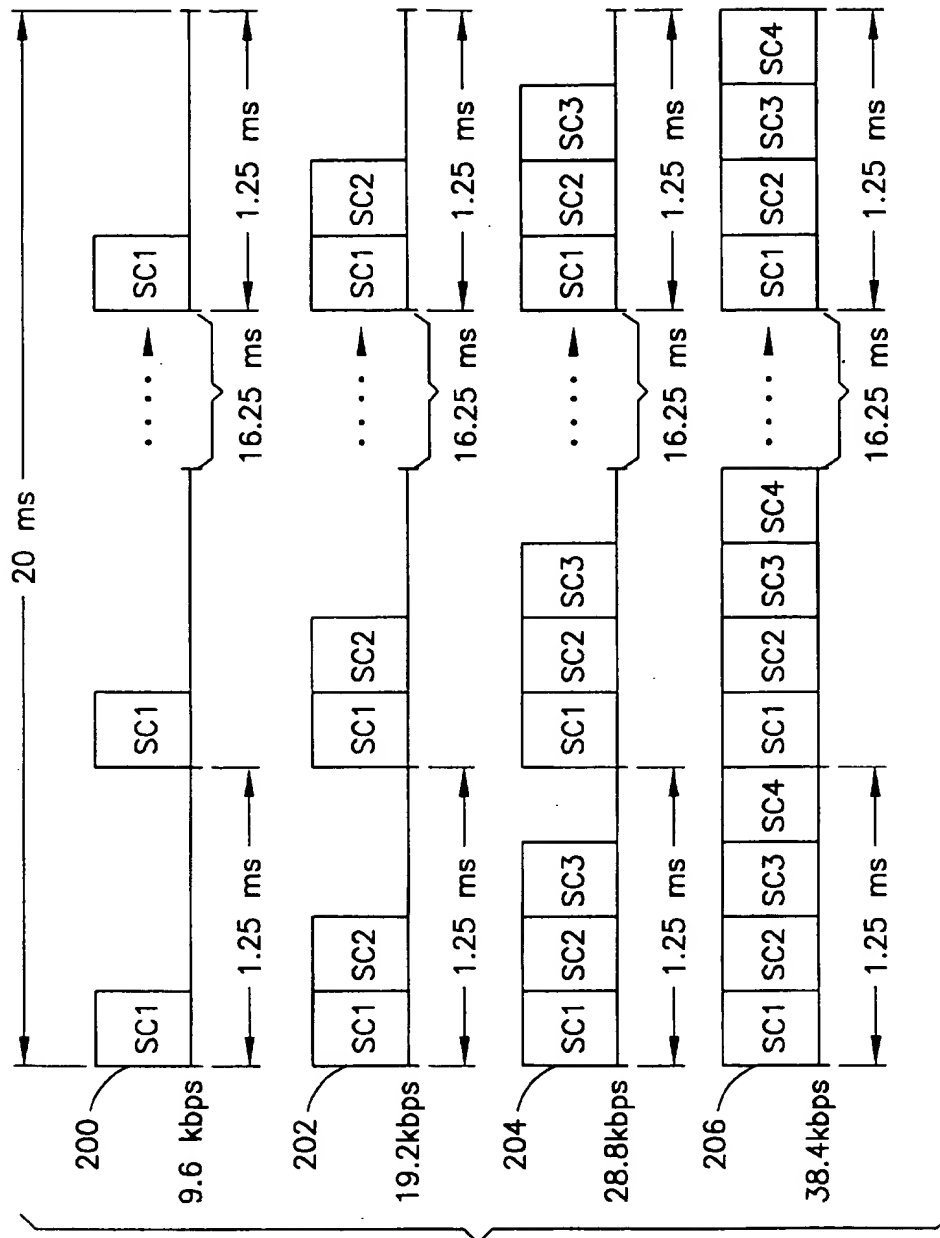 20 ms
200
9.6 kbps
SC1
SC1
....
SC1
1.25 ms
16.25 ms
1.25 ms
202
19.2kbps
SC1 SC2
SC1 SC2
....
SC1 SC2
1.25 ms
16.25 ms
1.25 ms
204
28.8kbps
SC1 SC2 SC3
SC1 SC2 SC3
....
SC1 SC2 SC3
1.25 ms
16.25 ms
1.25 ms
206
38.4kbps
SC1 SC2 SC3 SC4
SC1 SC2 SC3 SC4
....
SC1 SC2 SC3 SC4
1.25 ms
16.25 ms
1.25 ms